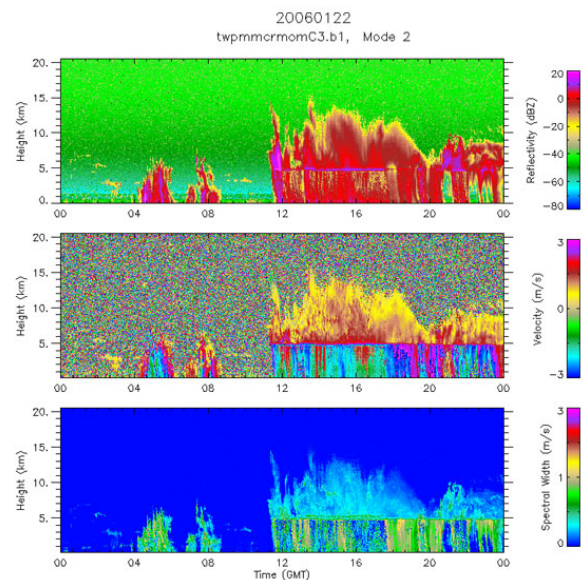 20060122
twpmmcrmomC3.b1, Mode 2
20.
15.
10.
5.
0.
Height (km)
00 04 08 12 16 20 00
20
0
-20
-40
-60
-80
Reflectivity (dBZ)
20.
15.
10.
5.
Height (km)
00 04 08 12 16 20 00
3
0
-3
Velocity (m/s)
20.
15.
10.
5.
Height (km)
00 04 08 12 16 20 00
Time (GMT)
3
1
0
Spectral Width (m/s)